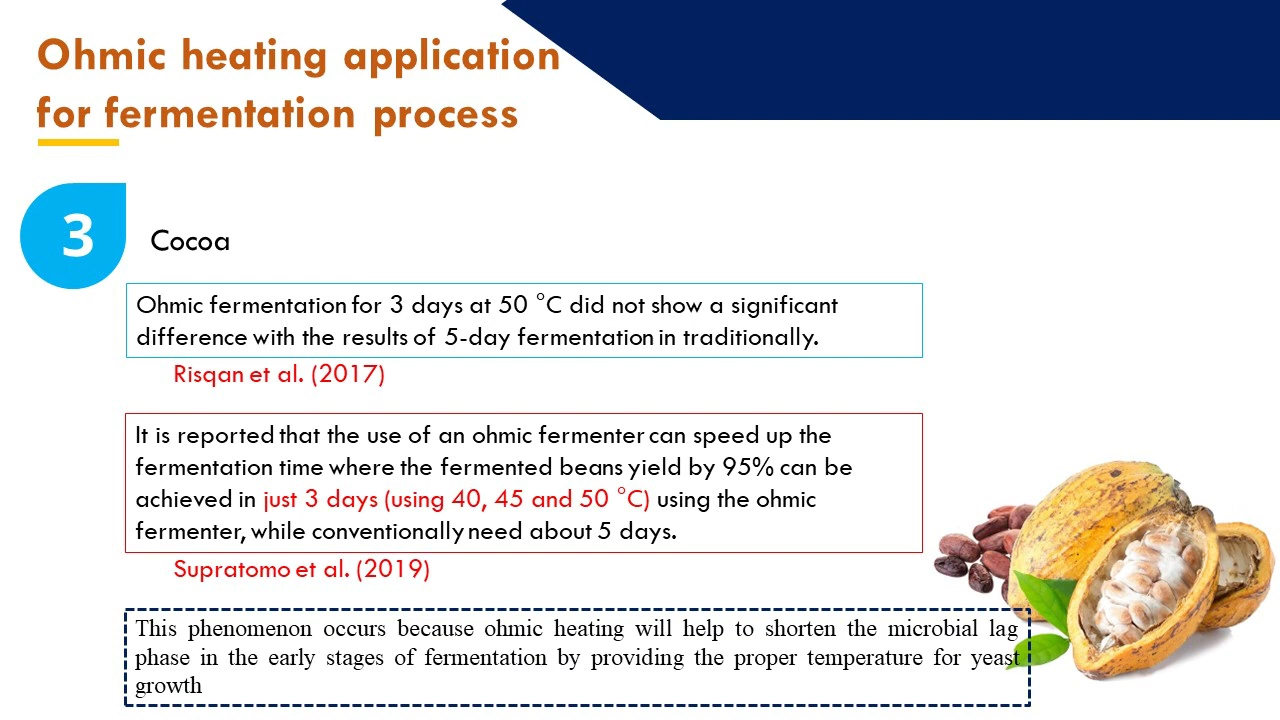 Ohmic heating application
for fermentation process
3
Cocoa
Ohmic fermentation for 3 days at 50 °C did not show a significant
difference with the results of 5-day fermentation in traditionally.
Risqan et al. (2017)
It is reported that the use of an ohmic fermenter can speed up the
fermentation time where the fermented beans yield by 95% can be
achieved in just 3 days (using 40, 45 and 50 °C) using the ohmic
fermenter, while conventionally need about 5 days.
Supratomo et al. (2019)
This phenomenon occurs because ohmic heating will help to shorten the microbial lag
phase in the early stages of fermentation by providing the proper temperature for yeast
growth